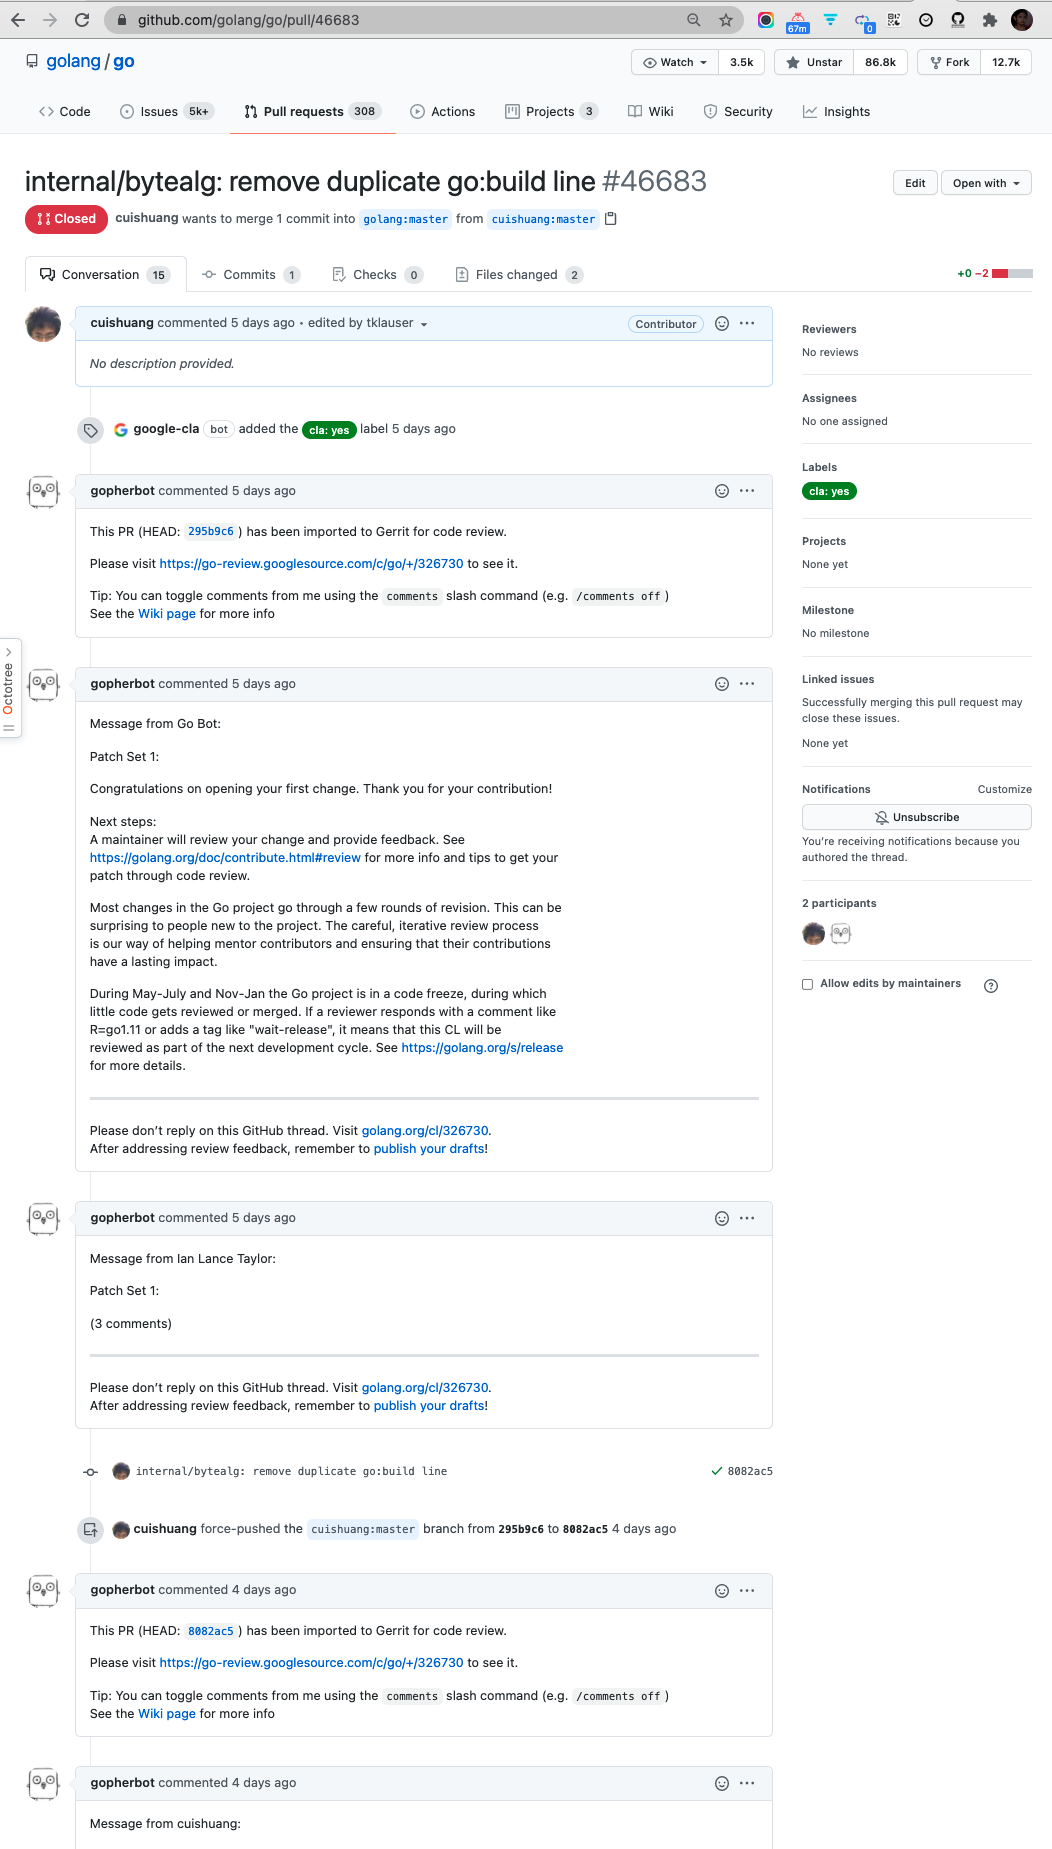 github.com/golang/go/pull/46683
67m
0
golang / go
Watch 3.5k Unstar 86.8k Fork 12.7k
Code Issues 5k+ Pull requests 308 Actions Projects 3 Wiki Security Insights
internal/bytealg: remove duplicate go:build line #46683
Edit Open with
Closed cuishuang wants to merge 1 commit into golang:master from cuishuang:master
Conversation 15 Commits 1 Checks 0 Files changed 2
+0 −2
cuishuang commented 5 days ago • edited by tklauser Contributor
No description provided.
google-cla bot added the cla: yes label 5 days ago
gopherbot commented 5 days ago
This PR (HEAD: 295b9c6 ) has been imported to Gerrit for code review.
Please visit https://go-review.googlesource.com/c/go/+/326730 to see it.
Tip: You can toggle comments from me using the comments slash command (e.g. /comments off )
See the Wiki page for more info
gopherbot commented 5 days ago
Message from Go Bot:
Patch Set 1:
Congratulations on opening your first change. Thank you for your contribution!
Next steps:
A maintainer will review your change and provide feedback. See
https://golang.org/doc/contribute.html#review for more info and tips to get your
patch through code review.
Most changes in the Go project go through a few rounds of revision. This can be
surprising to people new to the project. The careful, iterative review process
is our way of helping mentor contributors and ensuring that their contributions
have a lasting impact.
During May-July and Nov-Jan the Go project is in a code freeze, during which
little code gets reviewed or merged. If a reviewer responds with a comment like
R=go1.11 or adds a tag like "wait-release", it means that this CL will be
reviewed as part of the next development cycle. See https://golang.org/s/release
for more details.
Please don’t reply on this GitHub thread. Visit golang.org/cl/326730.
After addressing review feedback, remember to publish your drafts!
gopherbot commented 5 days ago
Message from Ian Lance Taylor:
Patch Set 1:
(3 comments)
Please don’t reply on this GitHub thread. Visit golang.org/cl/326730.
After addressing review feedback, remember to publish your drafts!
internal/bytealg: remove duplicate go:build line 8082ac5
cuishuang force-pushed the cuishuang:master branch from 295b9c6 to 8082ac5 4 days ago
gopherbot commented 4 days ago
This PR (HEAD: 8082ac5 ) has been imported to Gerrit for code review.
Please visit https://go-review.googlesource.com/c/go/+/326730 to see it.
Tip: You can toggle comments from me using the comments slash command (e.g. /comments off )
See the Wiki page for more info
gopherbot commented 4 days ago
Message from cuishuang:
Octotree
Reviewers
No reviews
Assignees
No one assigned
Labels
cla: yes
Projects
None yet
Milestone
No milestone
Linked issues
Successfully merging this pull request may
close these issues.
None yet
Notifications Customize
Unsubscribe
You’re receiving notifications because you
authored the thread.
2 participants
Allow edits by maintainers